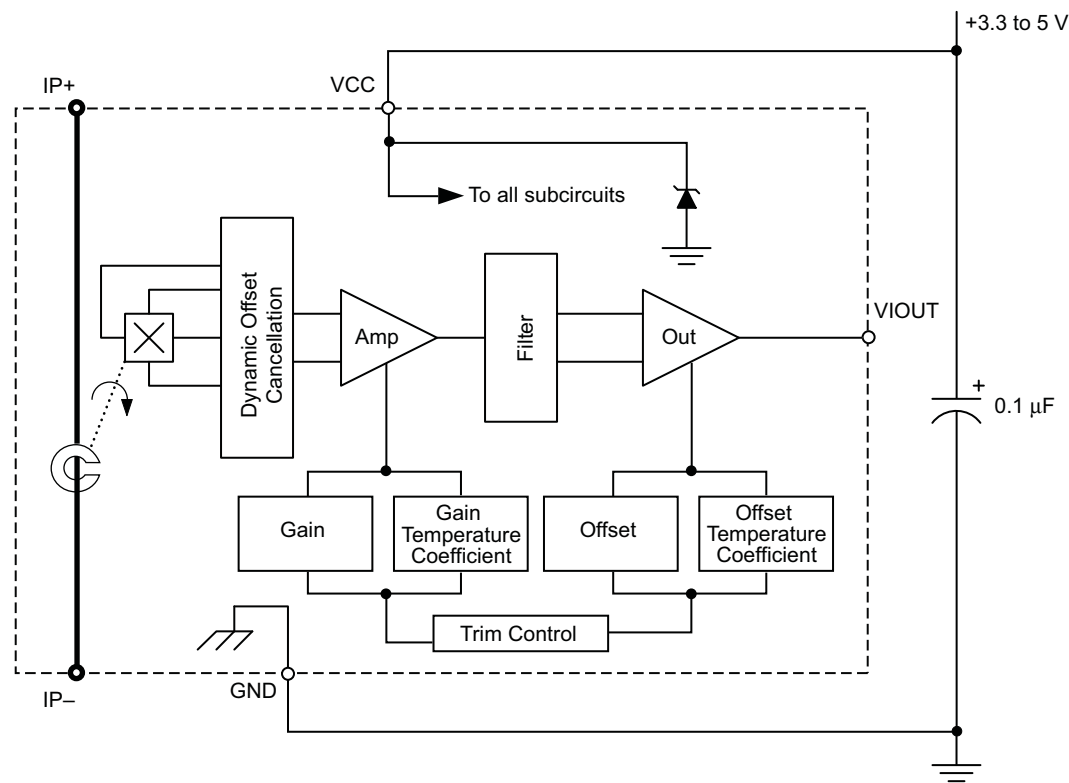 +3.3 to 5 V
IP+
VCC
To all subcircuits
Dynamic Offset
Cancellation
Amp
Filter
Out
VIOUT
+
0.1 µF
Gain
Gain
Temperature
Coefficient
Offset
Offset
Temperature
Coefficient
Trim Control
GND
IP–